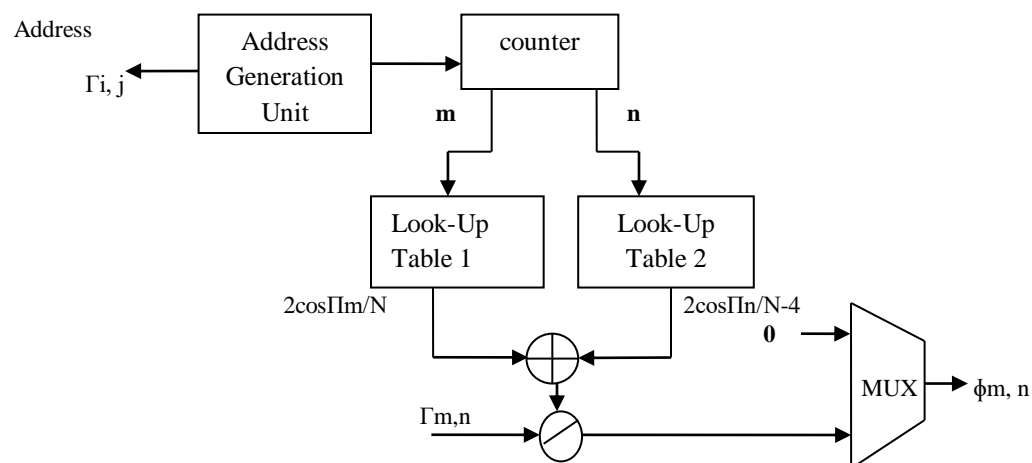 Address
Γi, j
Address
Generation
Unit
counter
m
n
Look-Up
Table 1
Look-Up
Table 2
2cosΠm/N
2cosΠn/N-4
0
MUX
ϕm, n
Γm,n